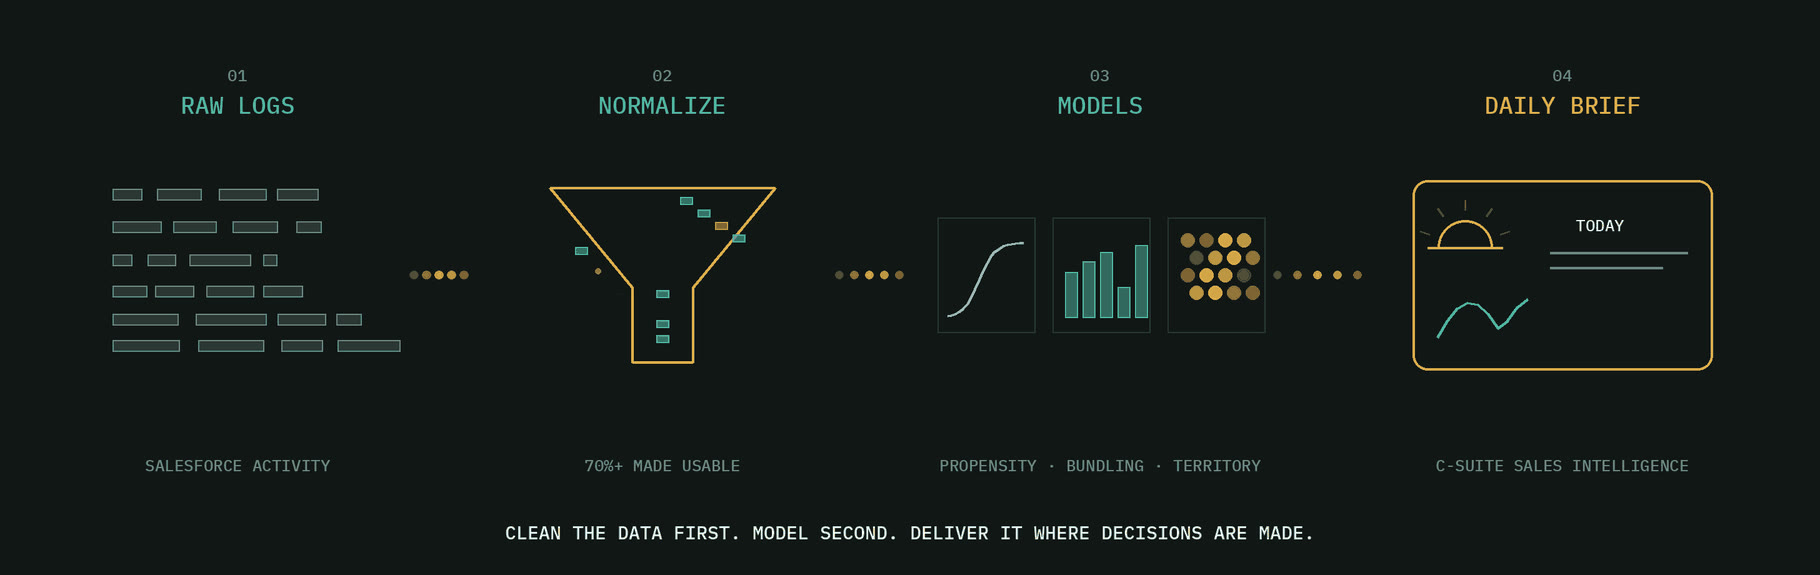 01
RAW LOGS
SALESFORCE ACTIVITY
02
NORMALIZE
70%+ MADE USABLE
03
MODELS
PROPENSITY · BUNDLING · TERRITORY
04
DAILY BRIEF
TODAY
C-SUITE SALES INTELLIGENCE
CLEAN THE DATA FIRST. MODEL SECOND. DELIVER IT WHERE DECISIONS ARE MADE.